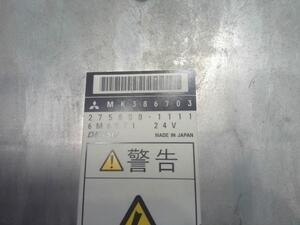 MK386703
275800-1111
24V
MADE IN JAPAN
警告